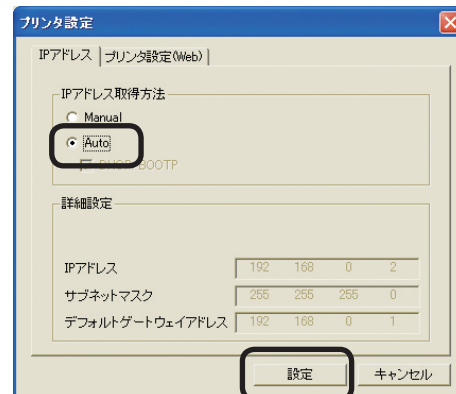 プリンタ設定
IPアドレス プリンタ設定(Web)
IPアドレス取得方法
Manual
Auto
DHCP/BOOTP
詳細設定
IPアドレス 192 168 0 2
サブネットマスク 255 255 255 0
デフォルトゲートウェイアドレス 192 168 0 1
設定 キャンセル